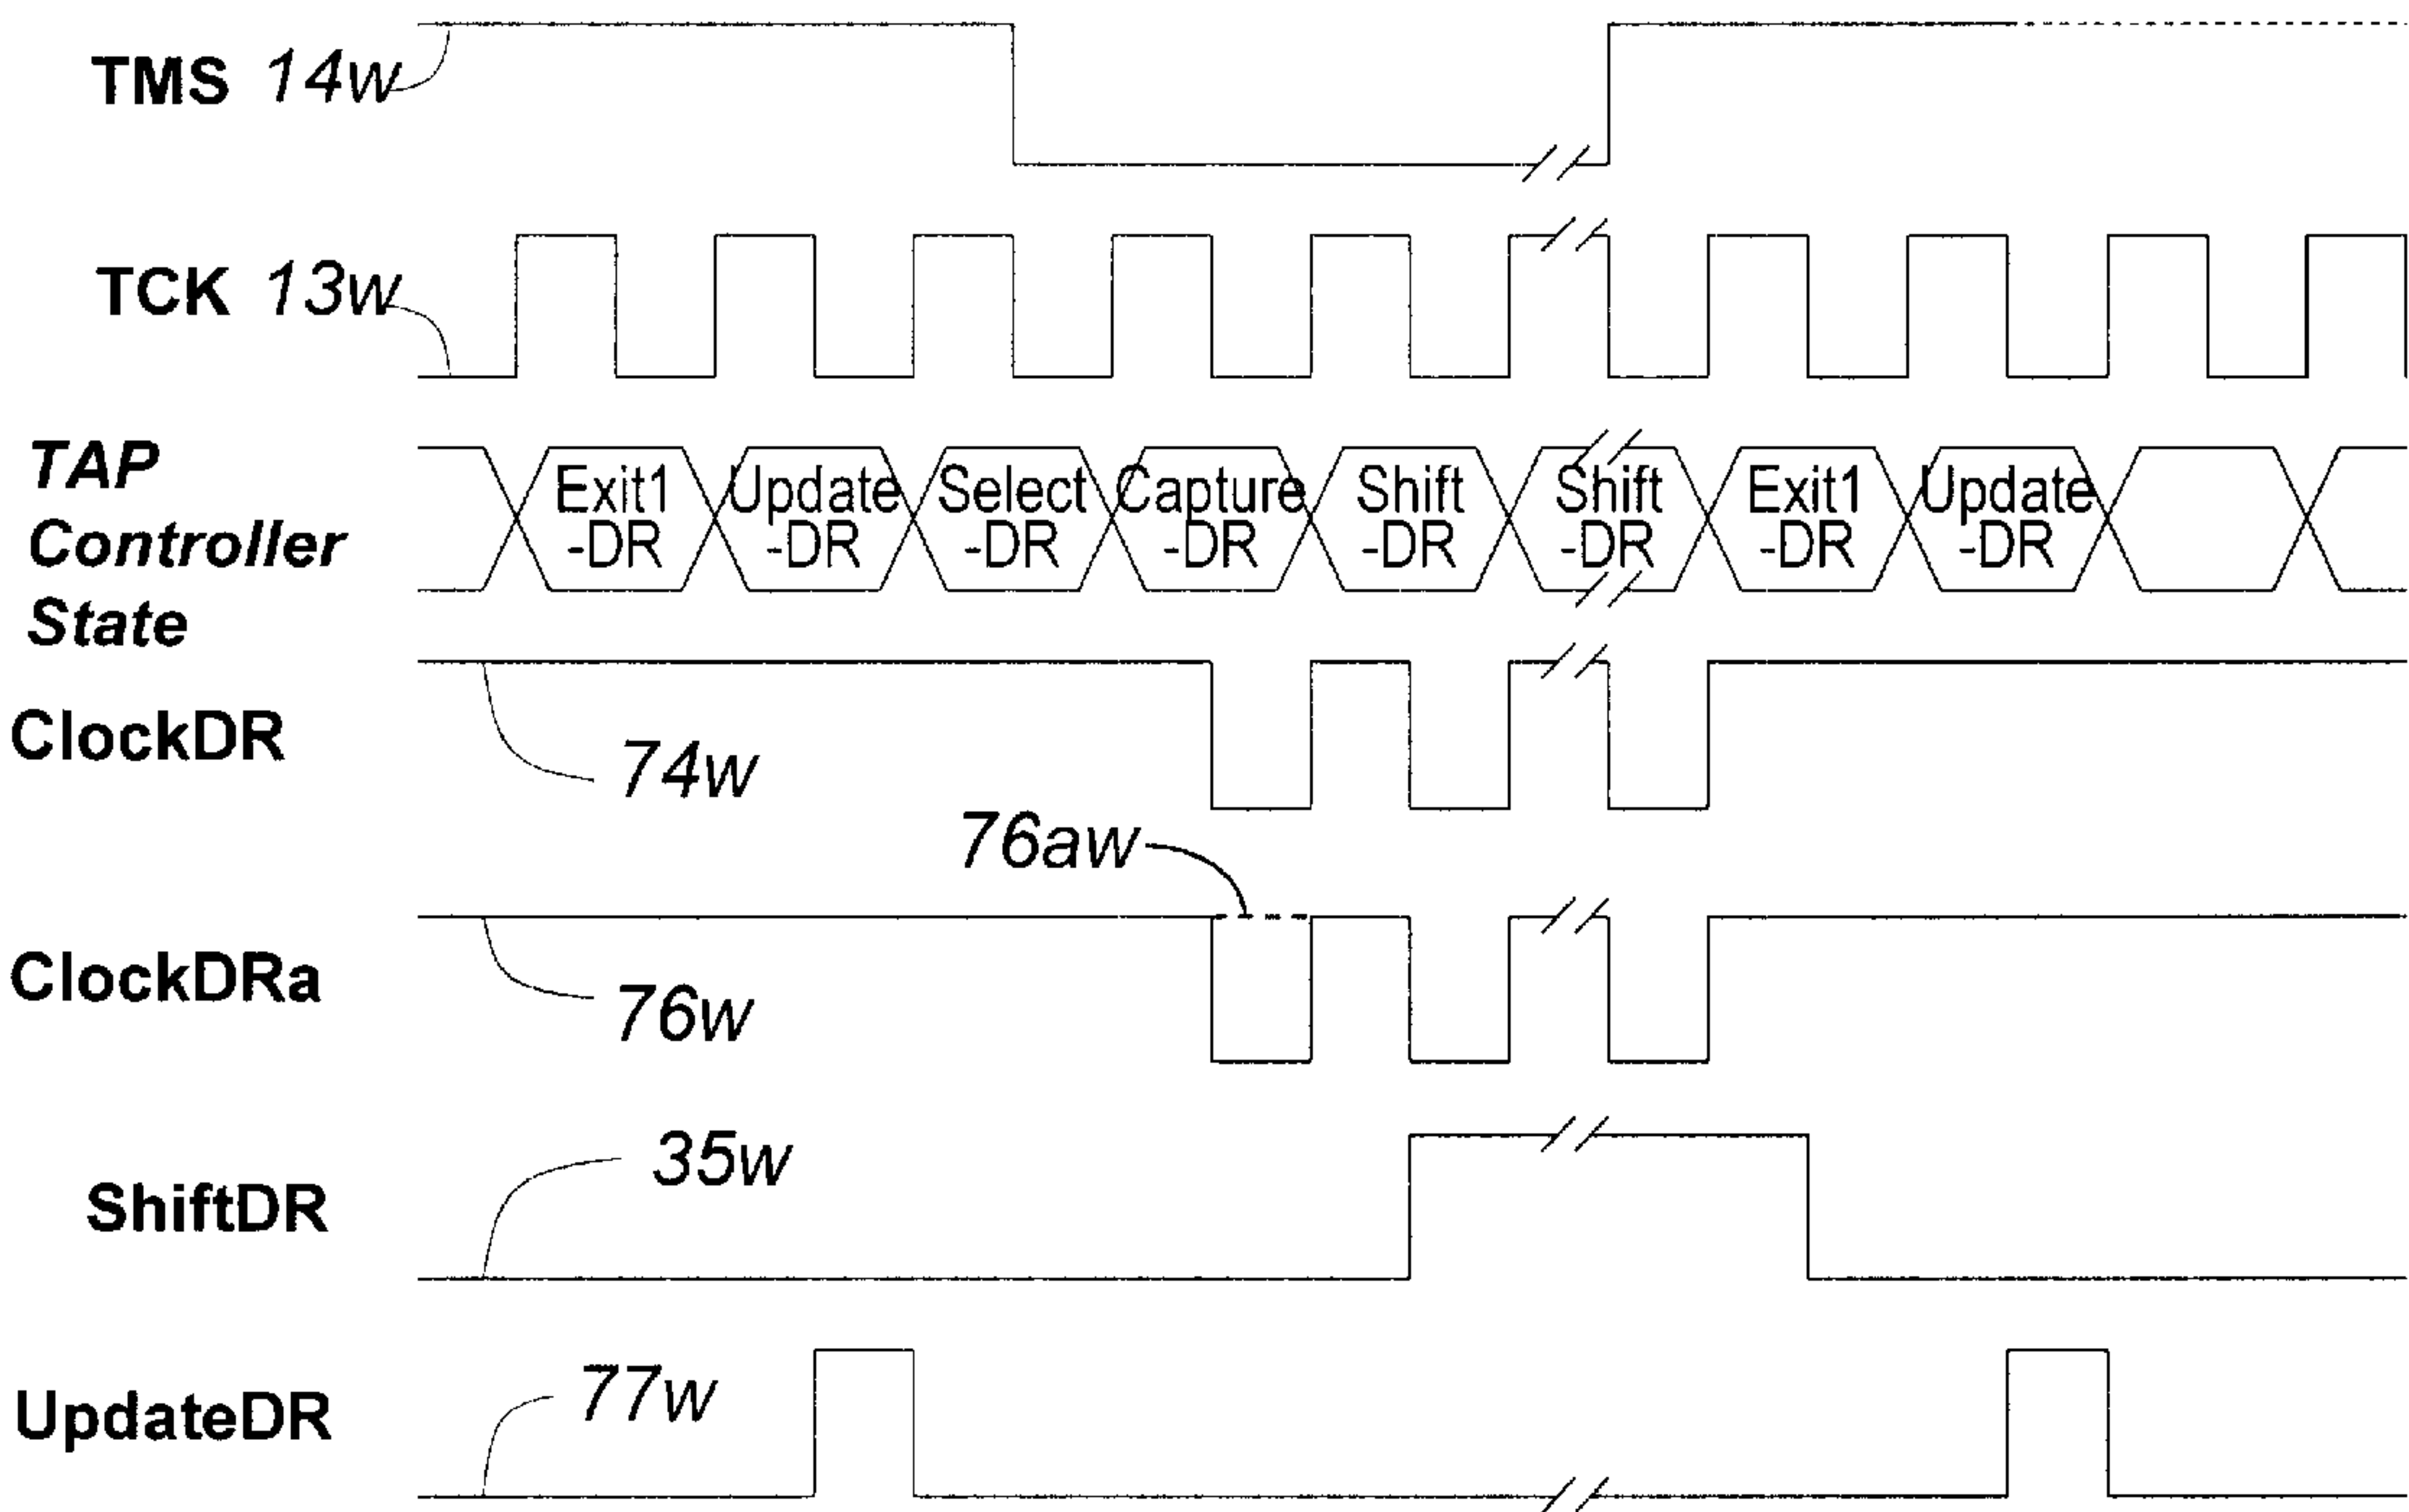 TMS 14w
TCK 13w
TAP
Controller
State
Exit1
-DR
Update
-DR
Select
-DR
Capture
-DR
Shift
-DR
Shift
-DR
Exit1
-DR
Update
-DR
ClockDR
74w
76aw
ClockDRa
76w
ShiftDR
35w
UpdateDR
77w